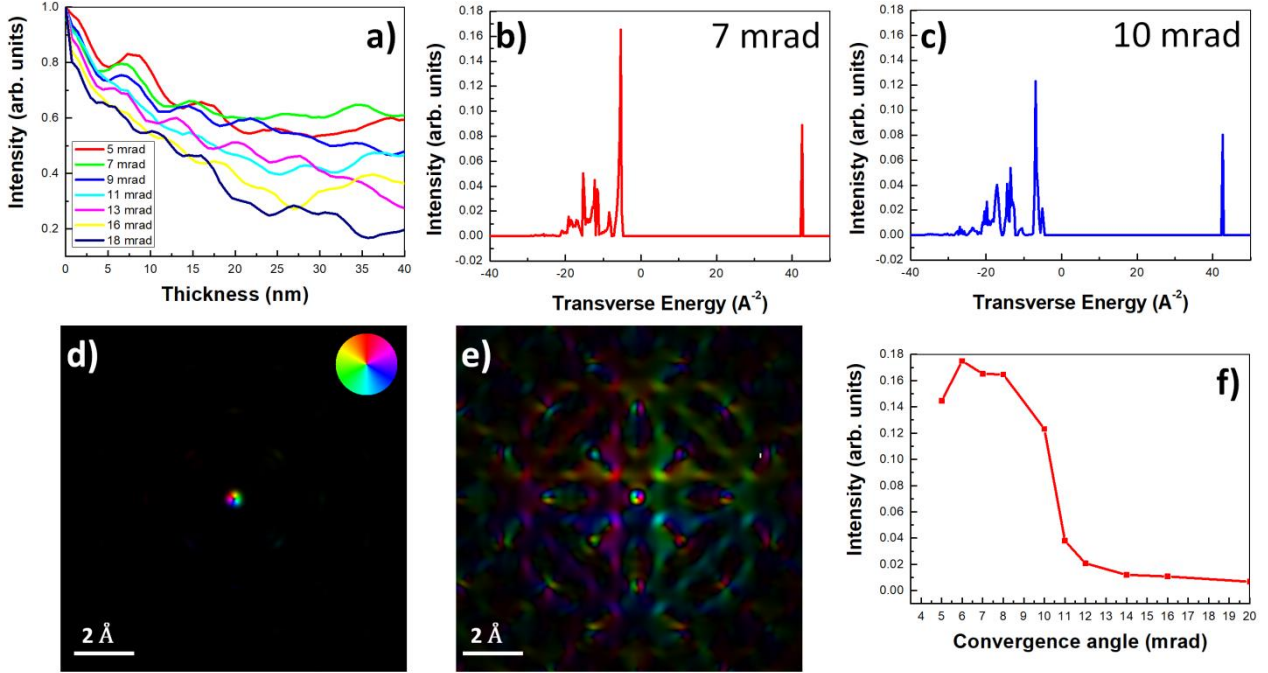 a)
Intensity (arb. units)
1.0
0.8
0.6
0.4
0.2
5 mrad
7 mrad
9 mrad
11 mrad
13 mrad
16 mrad
18 mrad
0 5 10 15 20 25 30 35 40
Thickness (nm)
b) 7 mrad
Intensity (arb. units)
0.18
0.16
0.14
0.12
0.10
0.08
0.06
0.04
0.02
0.00
-0.02
-40 -20 0 20 40
Transverse Energy (A⁻²)
c) 10 mrad
Intenisty (arb. units)
0.18
0.16
0.14
0.12
0.10
0.08
0.06
0.04
0.02
0.00
-0.02
-40 -20 0 20 40
Transverse Energy (A⁻²)
d)
2 Å
e)
2 Å
f)
Intensity (arb. units)
0.18
0.16
0.14
0.12
0.10
0.08
0.06
0.04
0.02
0.00
4 5 6 7 8 9 10 11 12 13 14 15 16 17 18 19 20
Convergence angle (mrad)